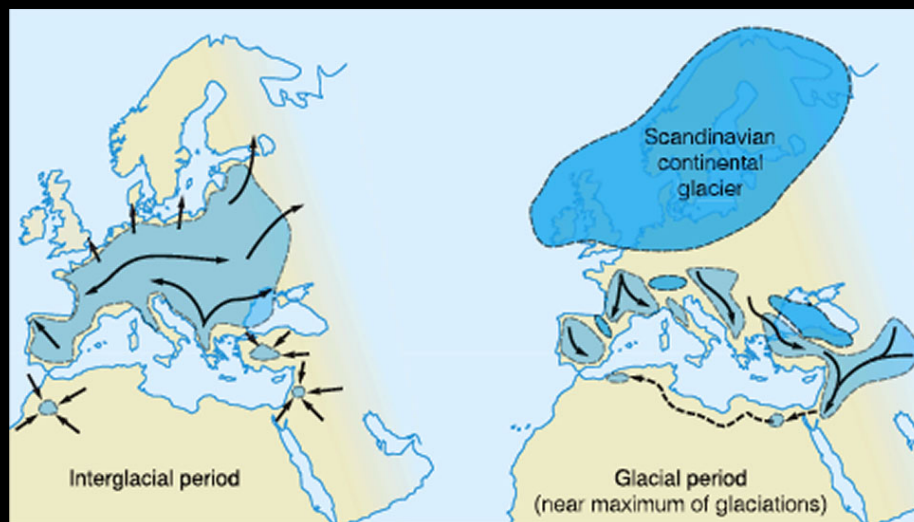 Scandinavian
continental
glacier
Interglacial period
Glacial period
(near maximum of glaciations)